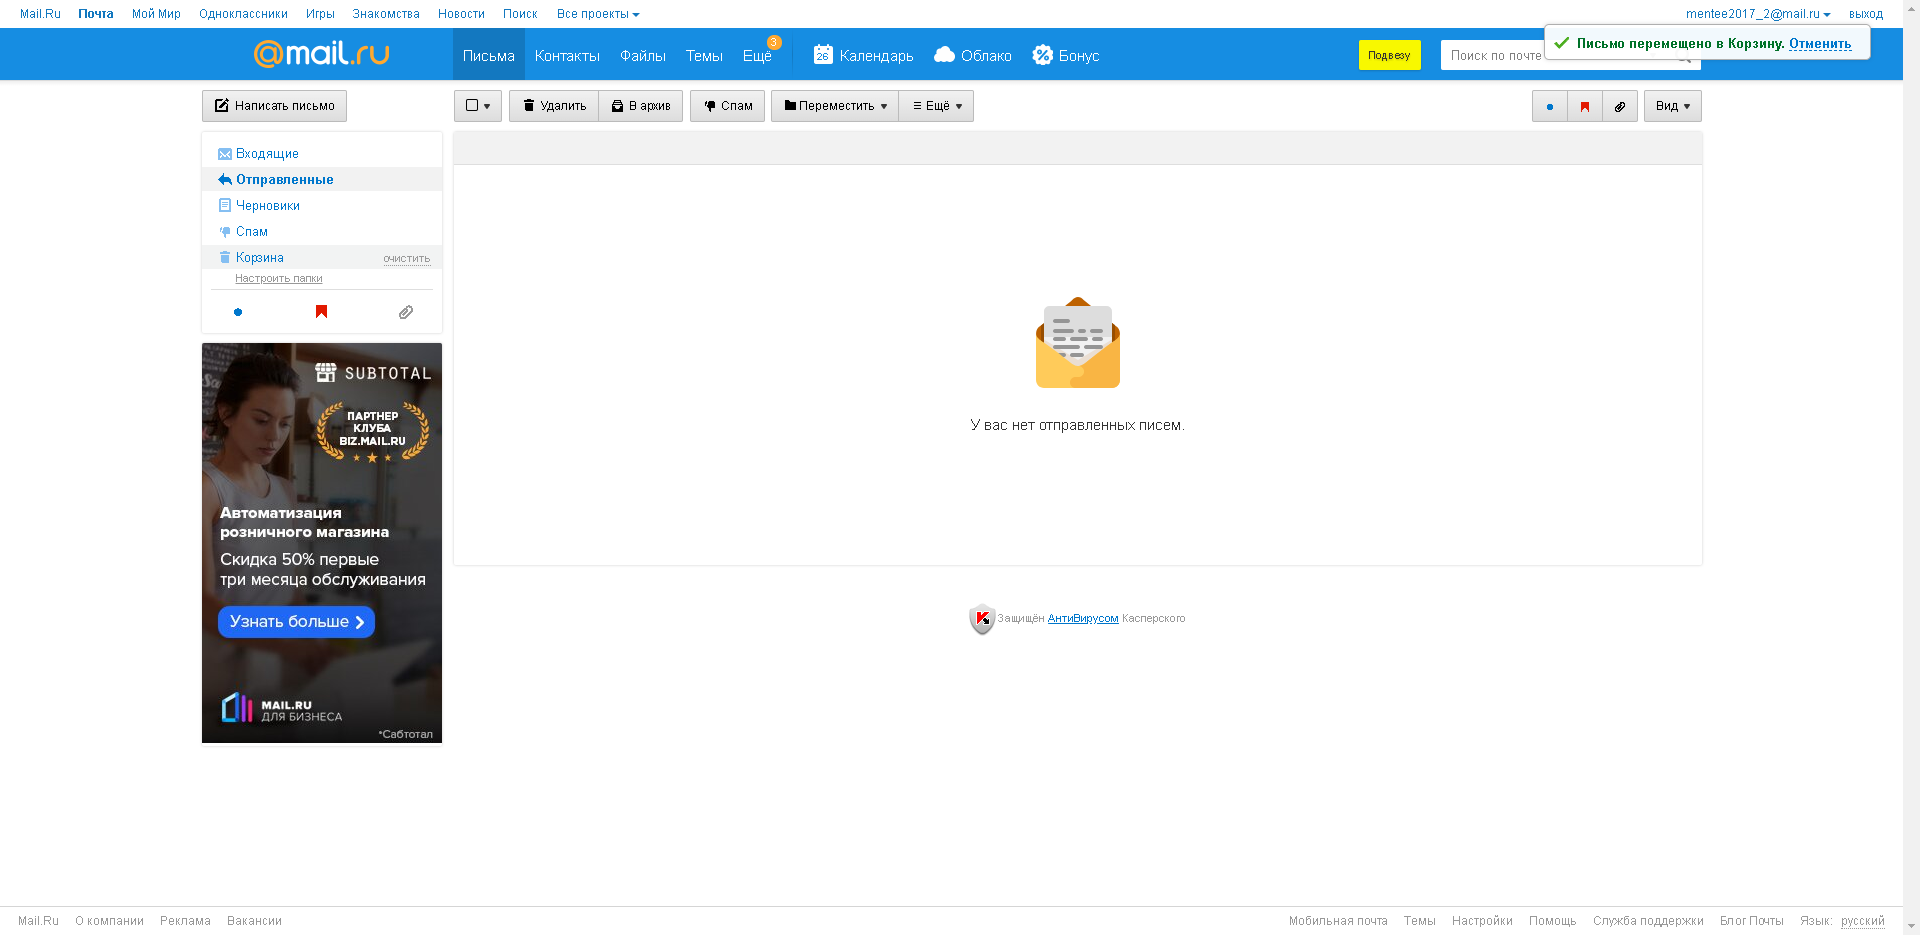 Mail.Ru Почта Мой Мир Одноклассники Игры Знакомства Новости Поиск Все проекты mentee2017_2@mail.ru выход
Письмо перемещено в Корзину. Отменить
@mail.ru Письма Контакты Файлы Темы Ещё 3 26 Календарь Облако Бонус Подвезу Поиск по почте
Написать письмо Удалить В архив Спам Переместить Ещё Вид
Входящие
Отправленные
Черновики
Спам
Корзина очистить
Настроить папки
SUBTOTAL
ПАРТНЕР
КЛУБА
BIZ.MAIL.RU
Автоматизация
розничного магазина
Скидка 50% первые
три месяца обслуживания
Узнать больше
MAIL.RU
ДЛЯ БИЗНЕСА
*Сабтотал
У вас нет отправленных писем.
Защищён АнтиВирусом Касперского
Mail.Ru О компании Реклама Вакансии Мобильная почта Темы Настройки Помощь Служба поддержки Блог Почты Язык: русский